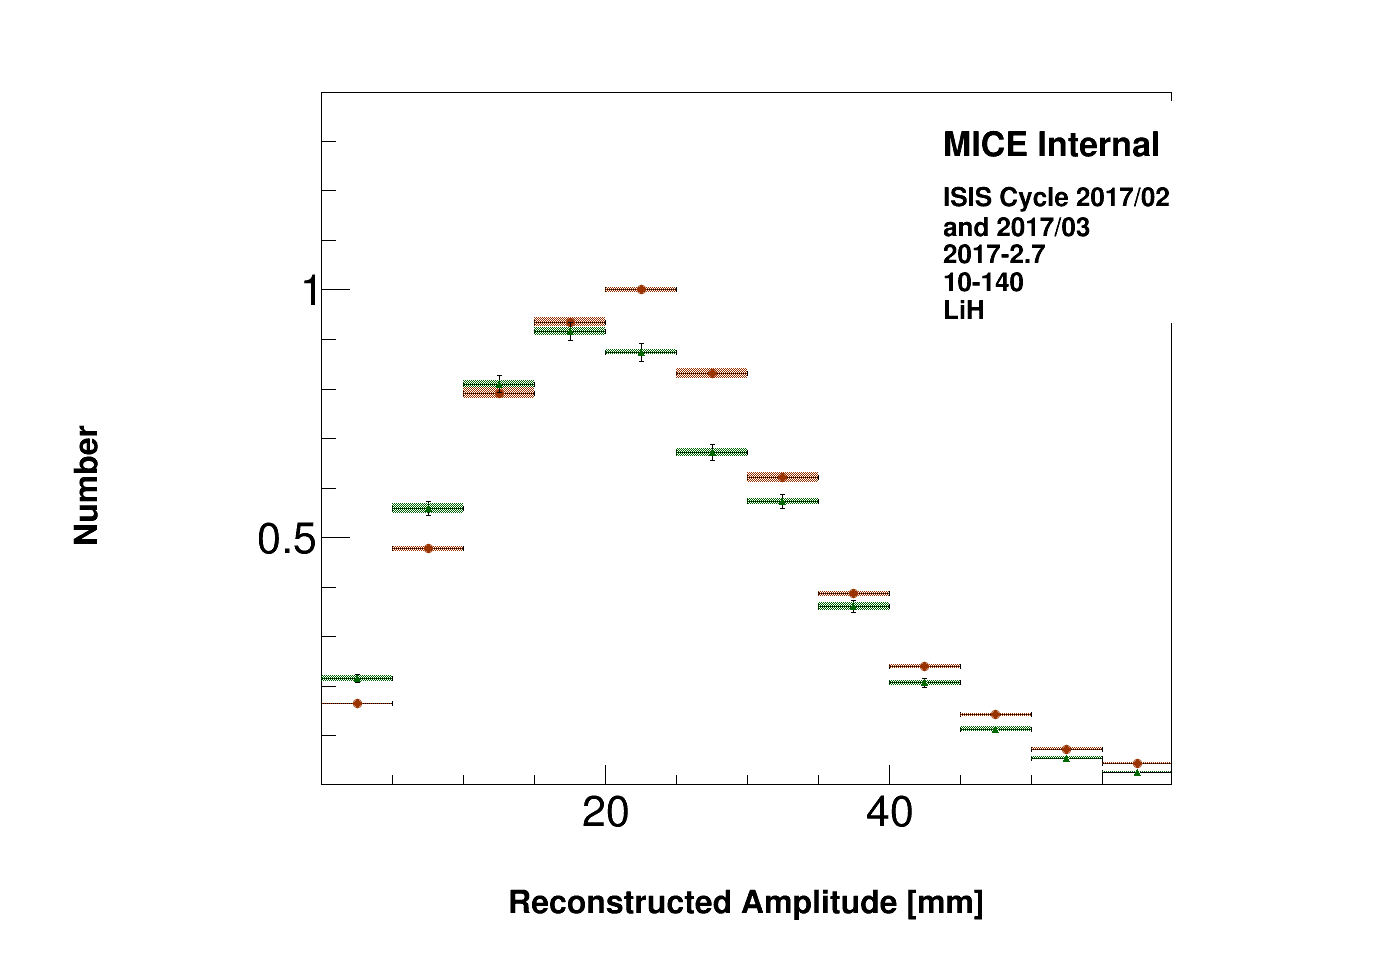 MICE Internal
ISIS Cycle 2017/02
and 2017/03
2017-2.7
10-140
LiH
1
0.5
Number
20 40
Reconstructed Amplitude [mm]